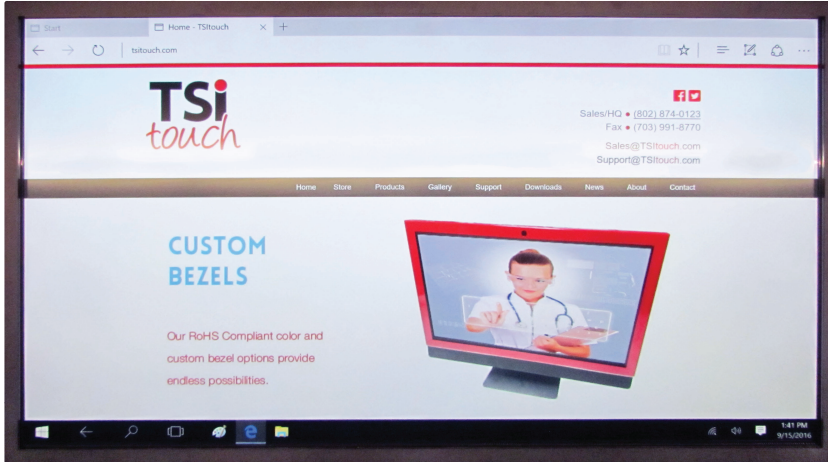 Start
Home - TSItouch
tsitouch.com
TSi
touch
Sales/HQ • (802) 874-0123
Fax • (703) 991-8770
Sales@TSItouch.com
Support@TSItouch.com
Home Store Products Gallery Support Downloads News About Contact
CUSTOM
BEZELS
Our RoHS Compliant color and
custom bezel options provide
endless possibilities.
1:41 PM
9/15/2016